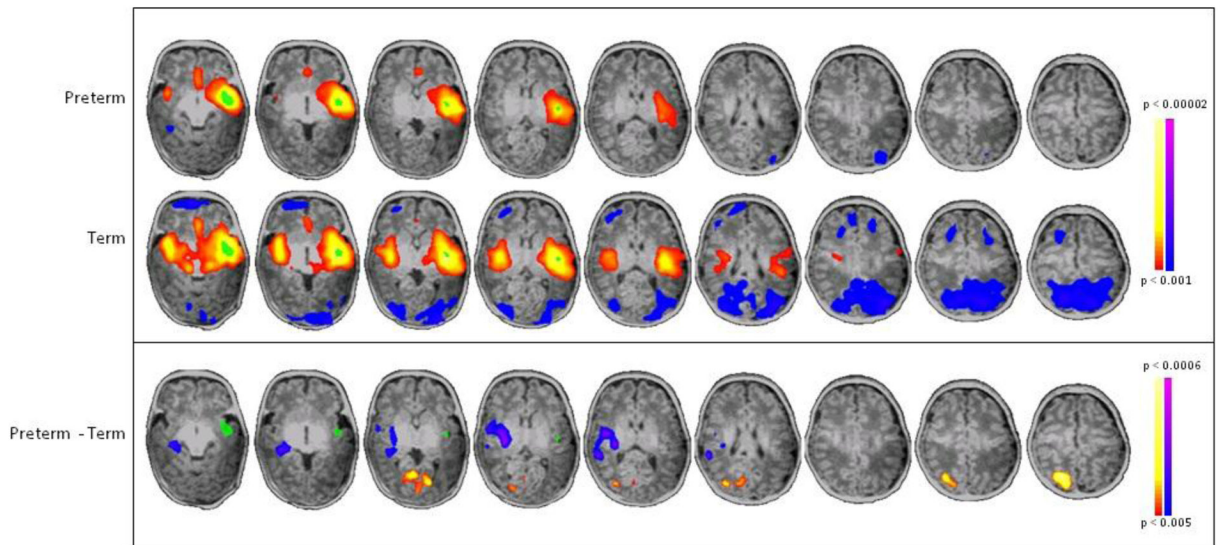 Preterm
p < 0.00002
Term
p < 0.001
p < 0.0006
Preterm - Term
p < 0.005